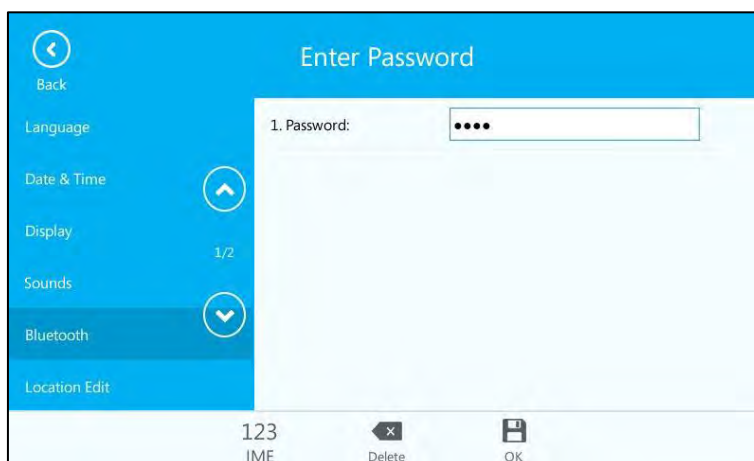 Enter Password
Back
Language
Date & Time
Display
1/2
Sounds
Bluetooth
Location Edit
1. Password: ••••
123
IME
Delete
OK